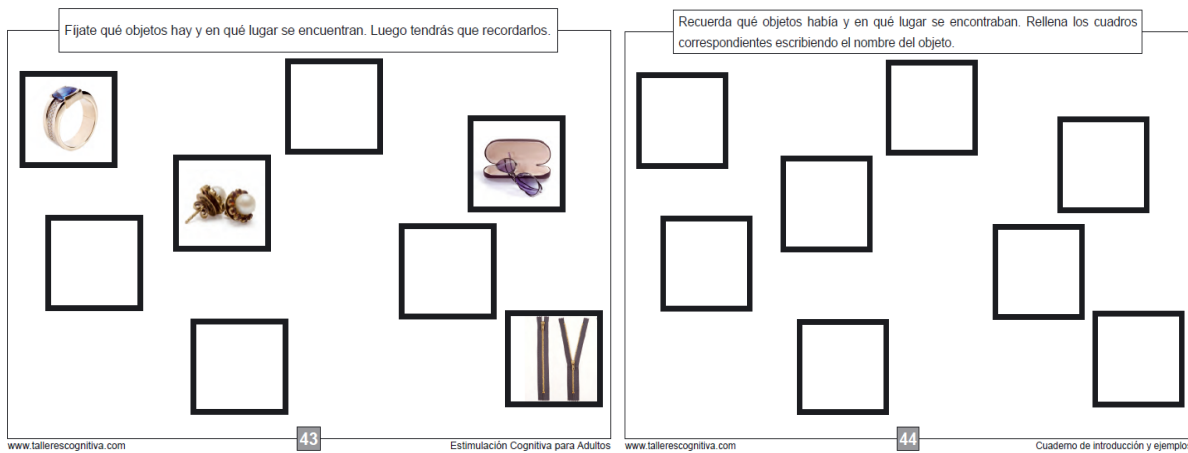 Fíjate qué objetos hay y en qué lugar se encuentran. Luego tendrás que recordarlos.
www.tallerescognitiva.com
43
Estimulación Cognitiva para Adultos
Recuerda qué objetos había y en qué lugar se encontraban. Rellena los cuadros
correspondientes escribiendo el nombre del objeto.
www.tallerescognitiva.com
44
Cuaderno de introducción y ejemplos